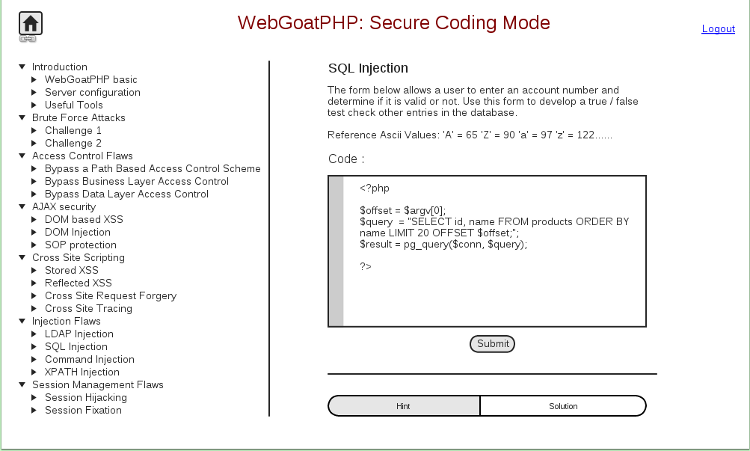 WebGoatPHP: Secure Coding Mode
Logout
Introduction
WebGoatPHP basic
Server configuration
Useful Tools
Brute Force Attacks
Challenge 1
Challenge 2
Access Control Flaws
Bypass a Path Based Access Control Scheme
Bypass Business Layer Access Control
Bypass Data Layer Access Control
AJAX security
DOM based XSS
DOM Injection
SOP protection
Cross Site Scripting
Stored XSS
Reflected XSS
Cross Site Request Forgery
Cross Site Tracing
Injection Flaws
LDAP Injection
SQL Injection
Command Injection
XPATH Injection
Session Management Flaws
Session Hijacking
Session Fixation
SQL Injection
The form below allows a user to enter an account number and
determine if it is valid or not. Use this form to develop a true / false
test check other entries in the database.
Reference Ascii Values: 'A' = 65 'Z' = 90 'a' = 97 'z' = 122......
Code :
<?php
$offset = $argv[0];
$query = "SELECT id, name FROM products ORDER BY
name LIMIT 20 OFFSET $offset;";
$result = pg_query($conn, $query);
?>
Submit
Hint
Solution